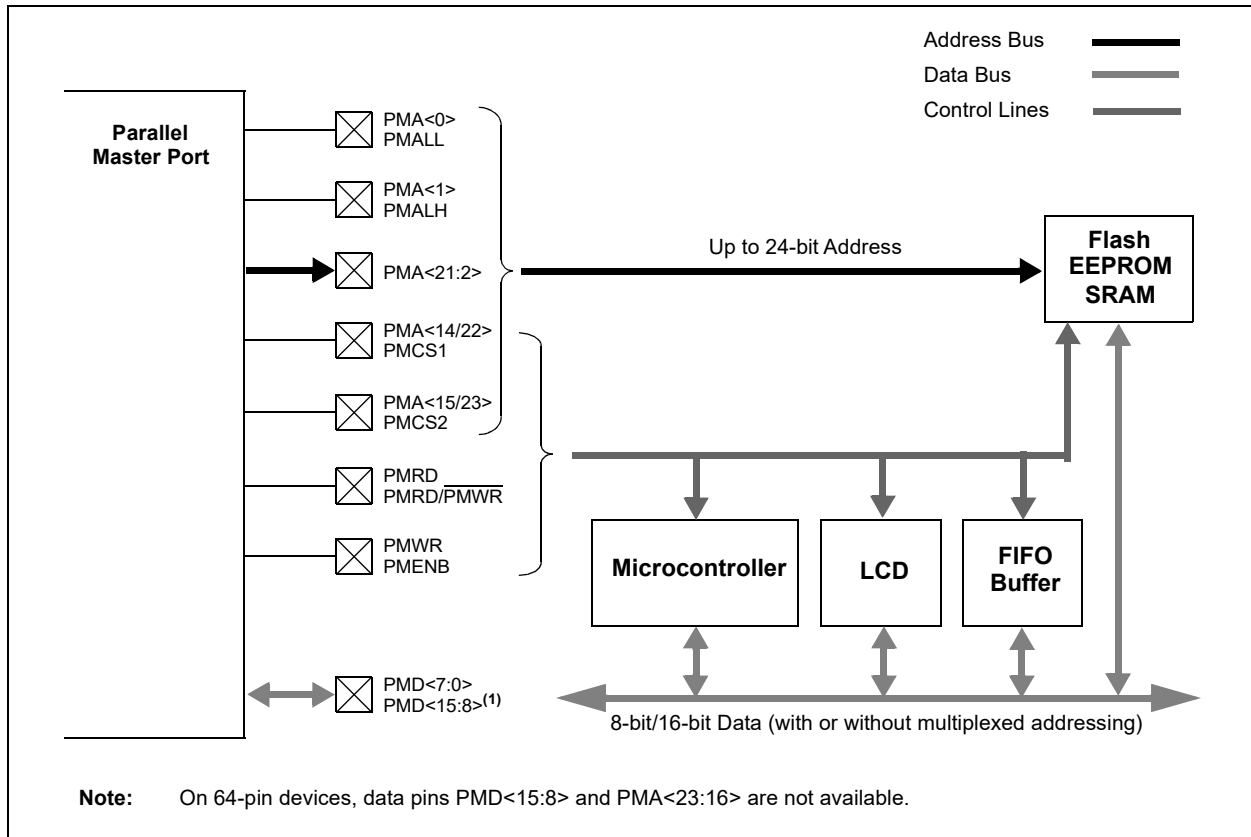 Address Bus
Data Bus
Control Lines
Parallel
Master Port
PMA<0>
PMALL
PMA<1>
PMALH
PMA<21:2>
PMA<14/22>
PMCS1
PMA<15/23>
PMCS2
PMRD
PMRD/PMWR
PMWR
PMENB
PMD<7:0>
PMD<15:8>(1)
Up to 24-bit Address
Flash
EEPROM
SRAM
Microcontroller
LCD
FIFO
Buffer
8-bit/16-bit Data (with or without multiplexed addressing)
Note: On 64-pin devices, data pins PMD<15:8> and PMA<23:16> are not available.